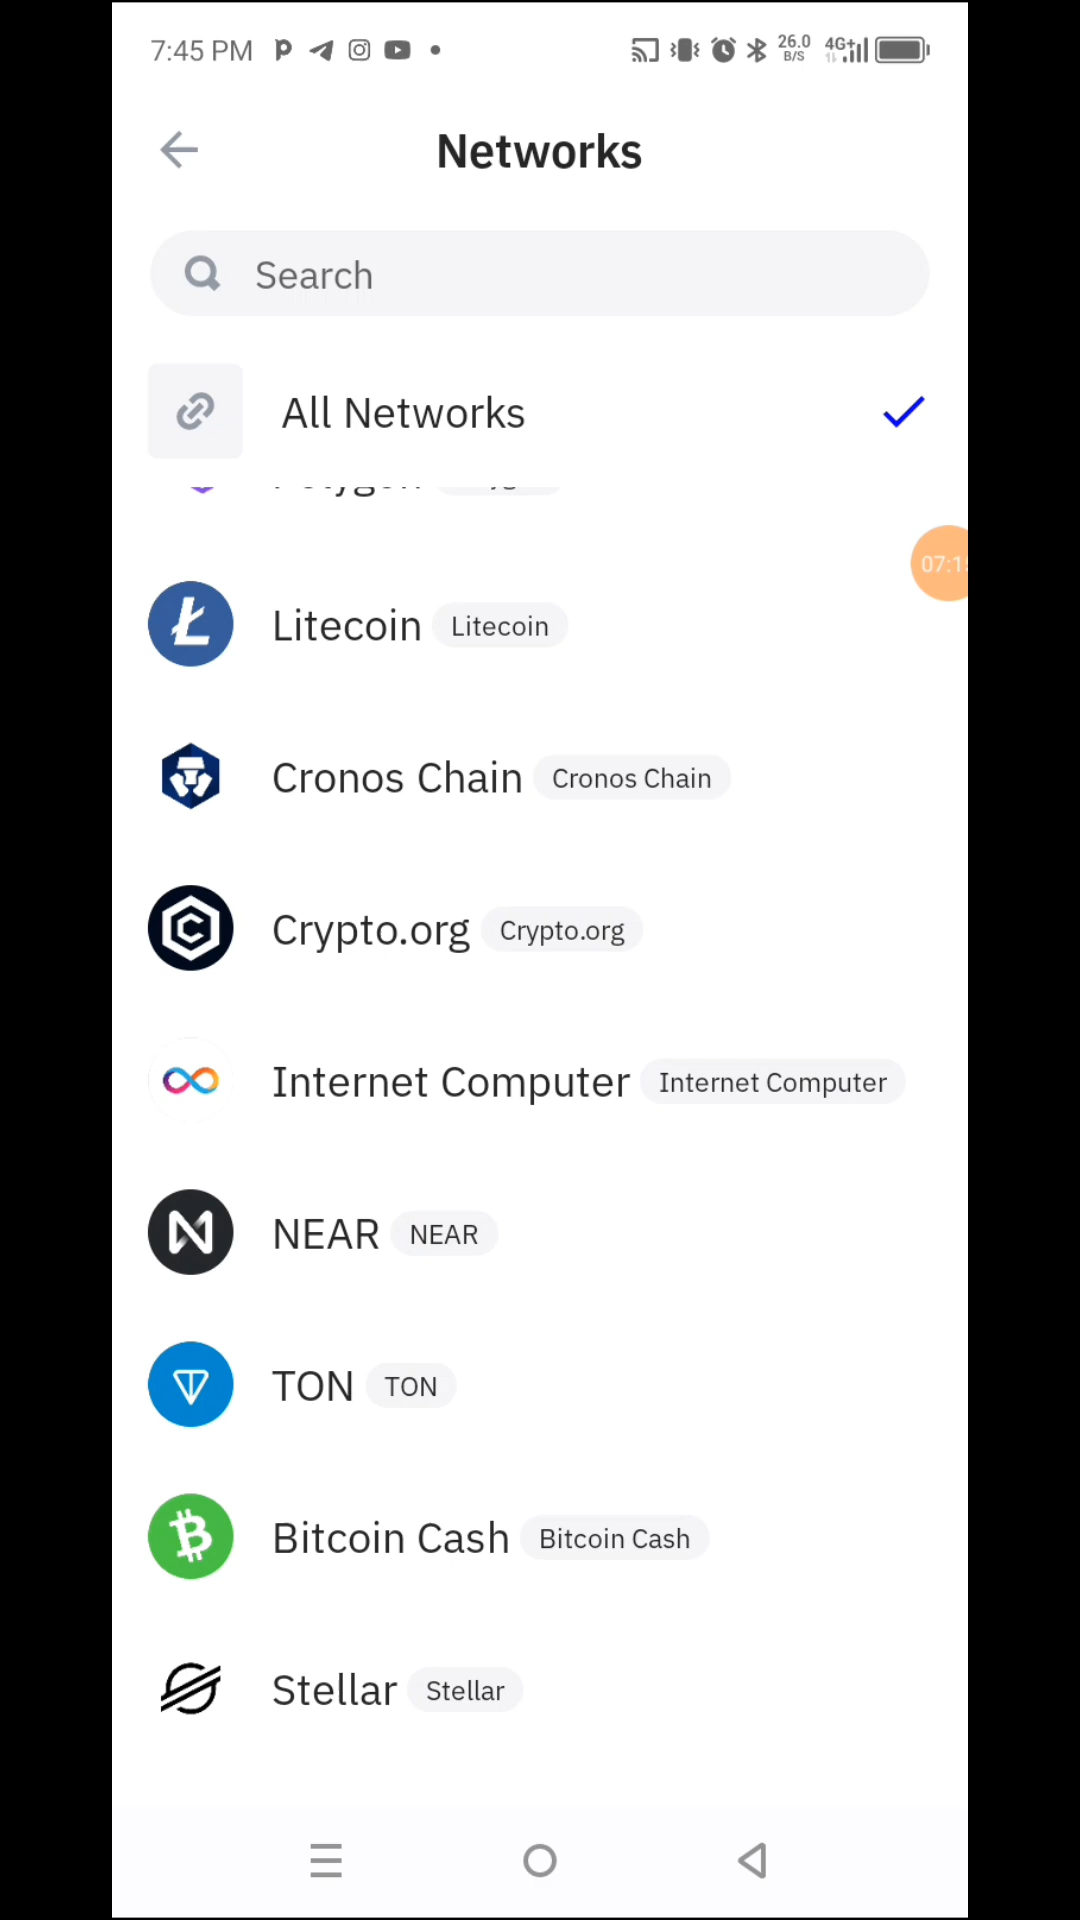 7:45 PM
26.0
B/S
4G+
Networks
Search
All Networks
Litecoin Litecoin
Cronos Chain Cronos Chain
Crypto.org Crypto.org
Internet Computer Internet Computer
NEAR NEAR
TON TON
Bitcoin Cash Bitcoin Cash
Stellar Stellar